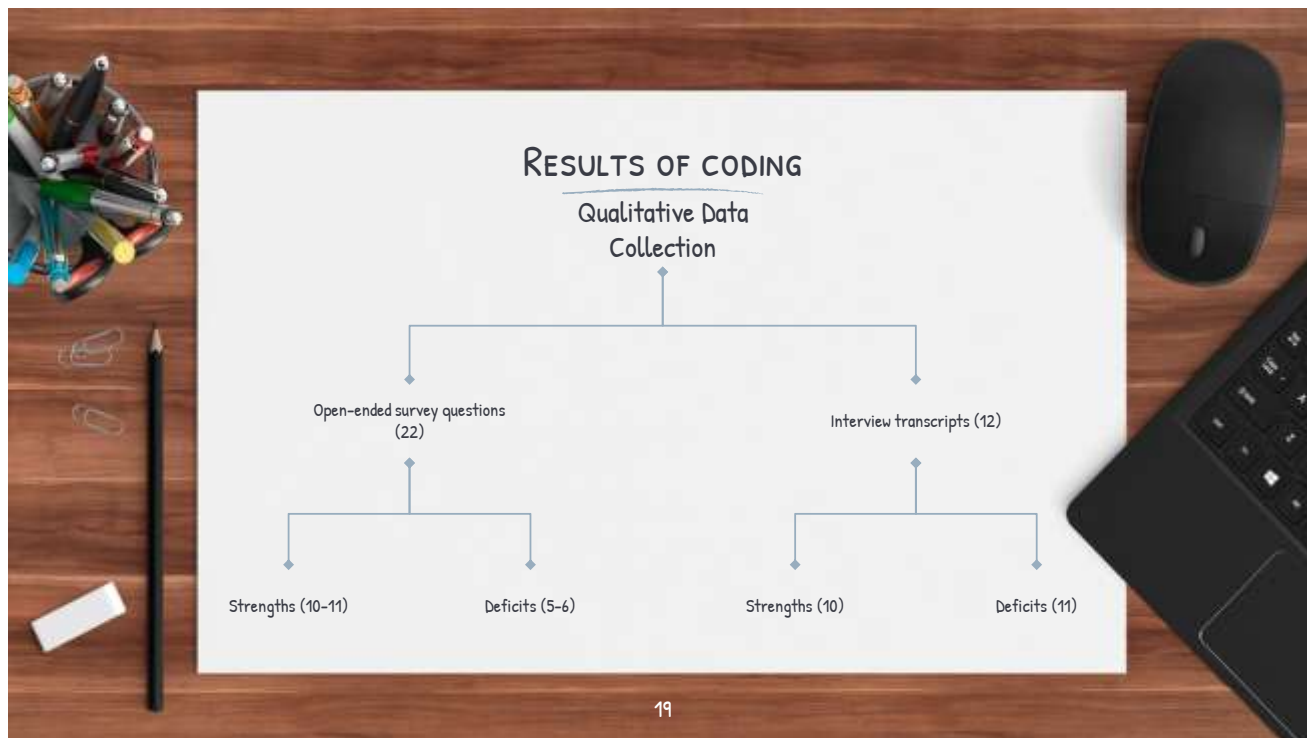 Results of coding
Qualitative Data
Collection
Open-ended survey questions
(22)
Interview transcripts (12)
Strengths (10-11)
Deficits (5-6)
Strengths (10)
Deficits (11)
19